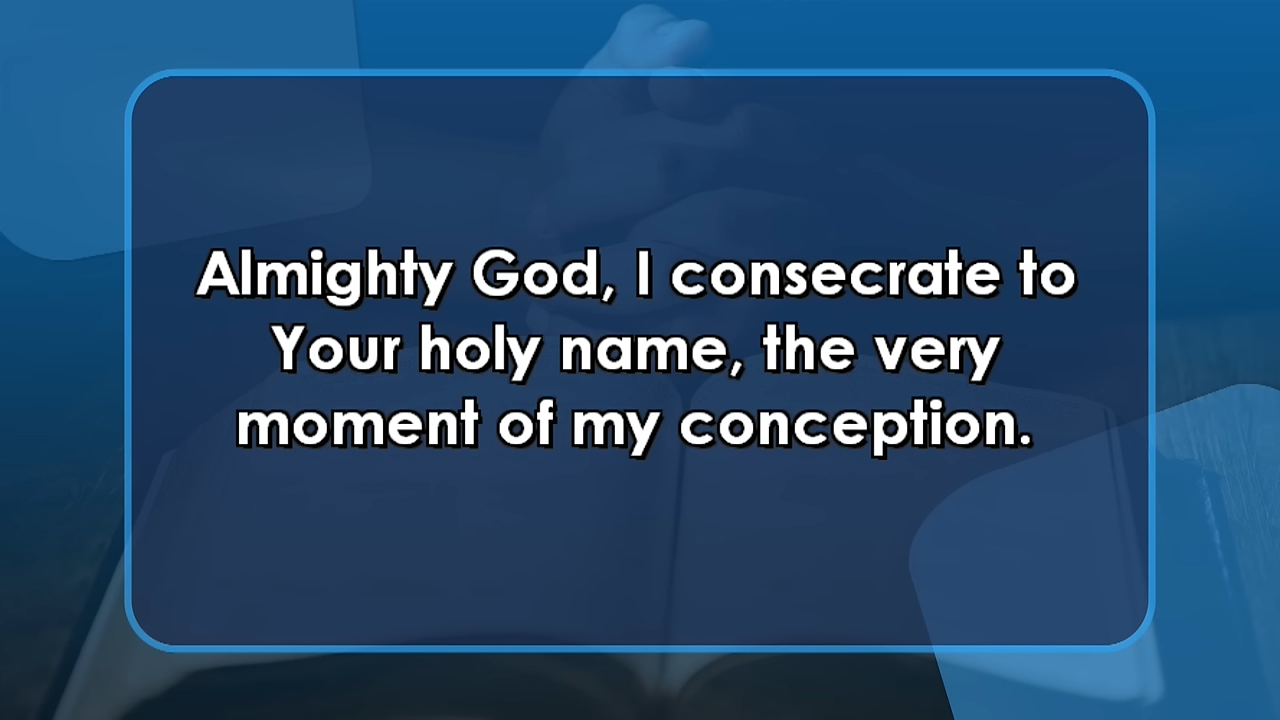 Almighty God, I consecrate to
Your holy name, the very
moment of my conception.